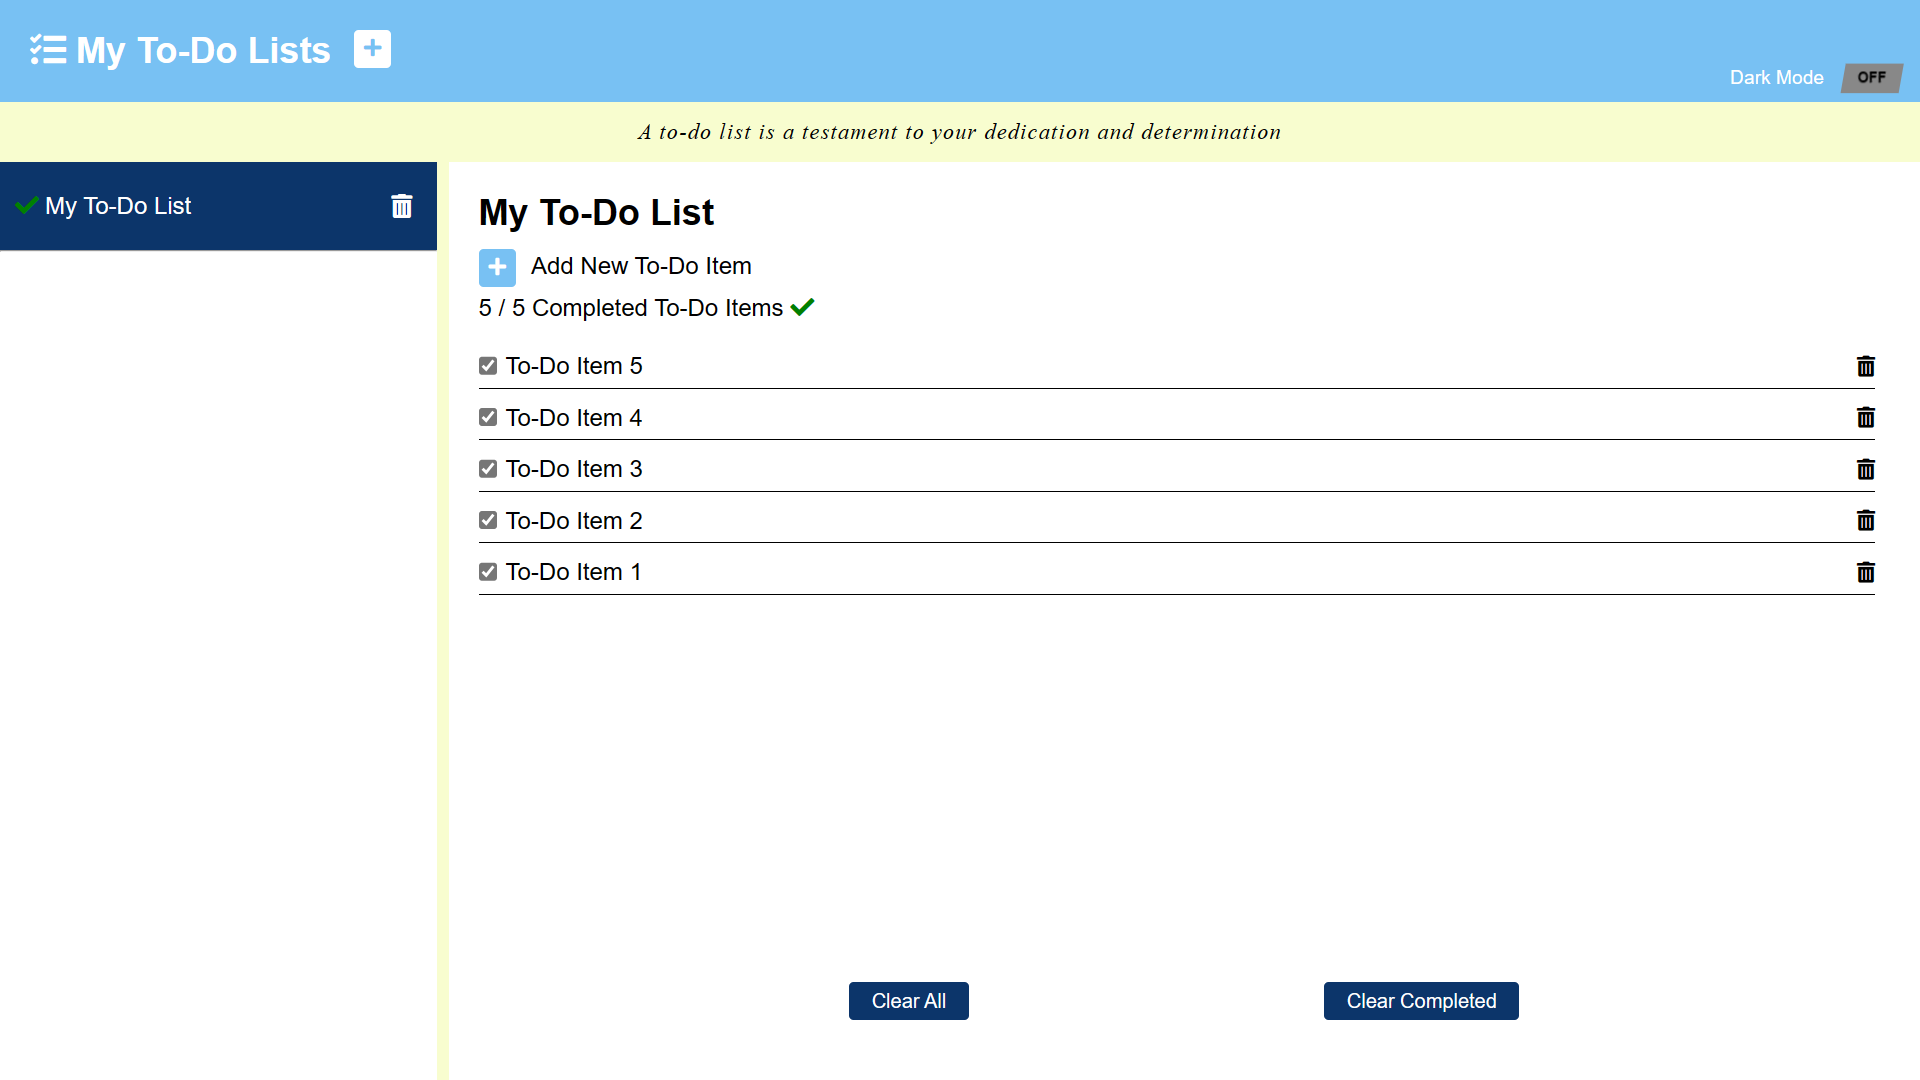 My To-Do Lists
Dark Mode OFF
A to-do list is a testament to your dedication and determination
My To-Do List
My To-Do List
Add New To-Do Item
5 / 5 Completed To-Do Items
To-Do Item 5
To-Do Item 4
To-Do Item 3
To-Do Item 2
To-Do Item 1
Clear All
Clear Completed